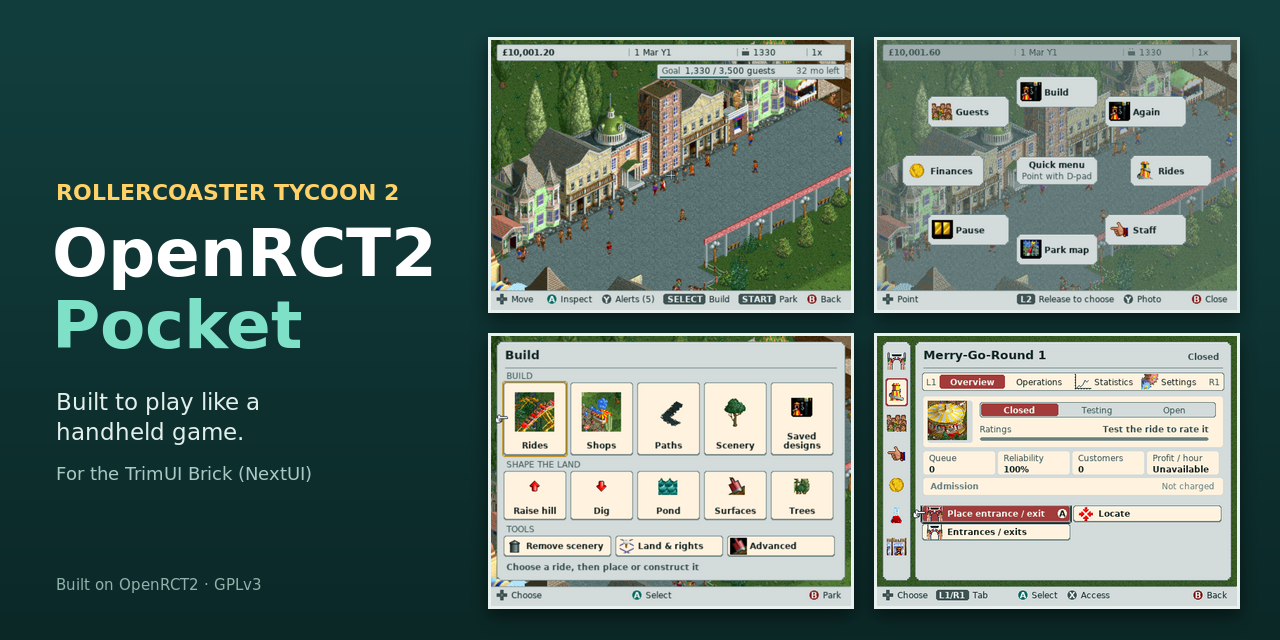 ROLLERCOASTER TYCOON 2
OpenRCT2
Pocket
Built to play like a
handheld game.
For the TrimUI Brick (NextUI)
Built on OpenRCT2 · GPLv3
£10,001.20 1 Mar Y1 1330 1x
Goal 1,330 / 3,500 guests 32 mo left
Move A Inspect Y Alerts (5) SELECT Build START Park B Back
£10,001.60 1 Mar Y1 1330 1x
Build
Guests
Again
Finances
Quick menu
Point with D-pad
Rides
Pause
Staff
Park map
Point L2 Release to choose Y Photo B Close
Build
BUILD
Rides Shops Paths Scenery Saved
designs
SHAPE THE LAND
Raise hill Dig Pond Surfaces Trees
TOOLS
Remove scenery Land & rights Advanced
Choose a ride, then place or construct it
Choose A Select B Park
Merry-Go-Round 1 Closed
L1 Overview Operations Statistics Settings R1
Closed Testing Open
Ratings Test the ride to rate it
Queue Reliability Customers Profit / hour
0 100% 0 Unavailable
Admission Not charged
Place entrance / exit A Locate
Entrances / exits
Choose L1/R1 Tab A Select X Access B Back